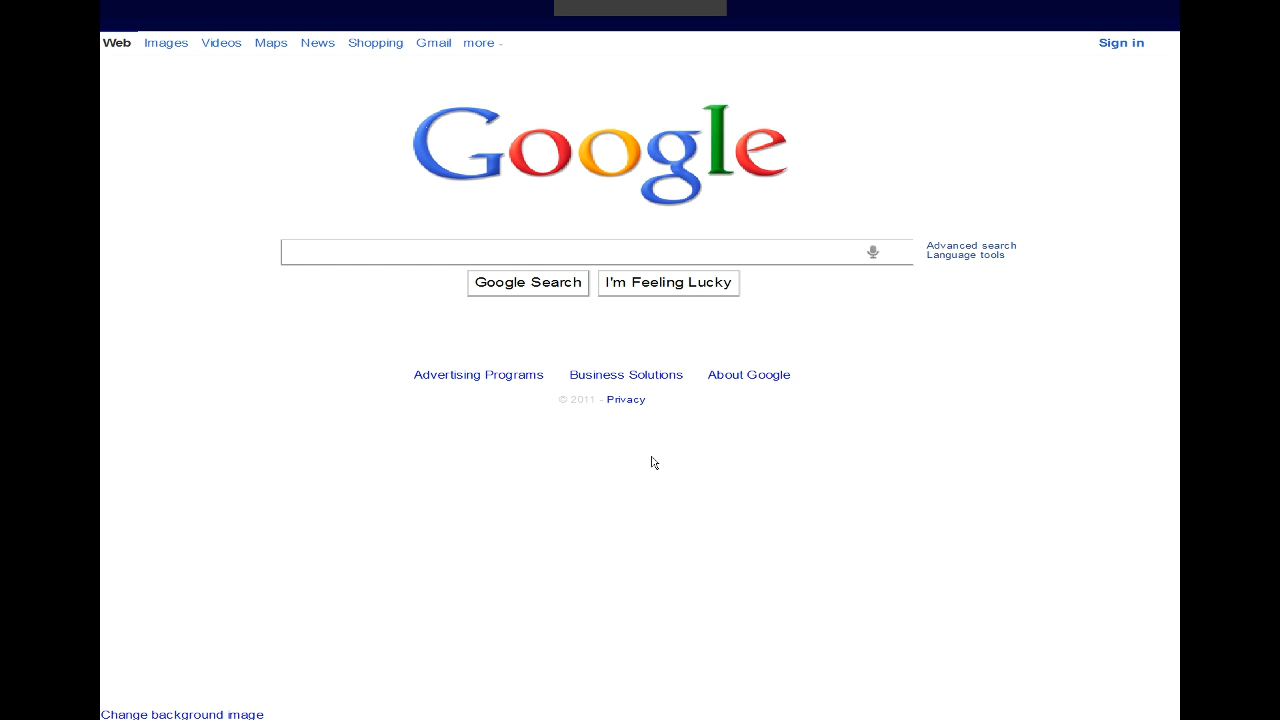 Web Images Videos Maps News Shopping Gmail more Sign in
Google
Advanced search
Language tools
Google Search I'm Feeling Lucky
Advertising Programs Business Solutions About Google
© 2011 - Privacy
Change background image